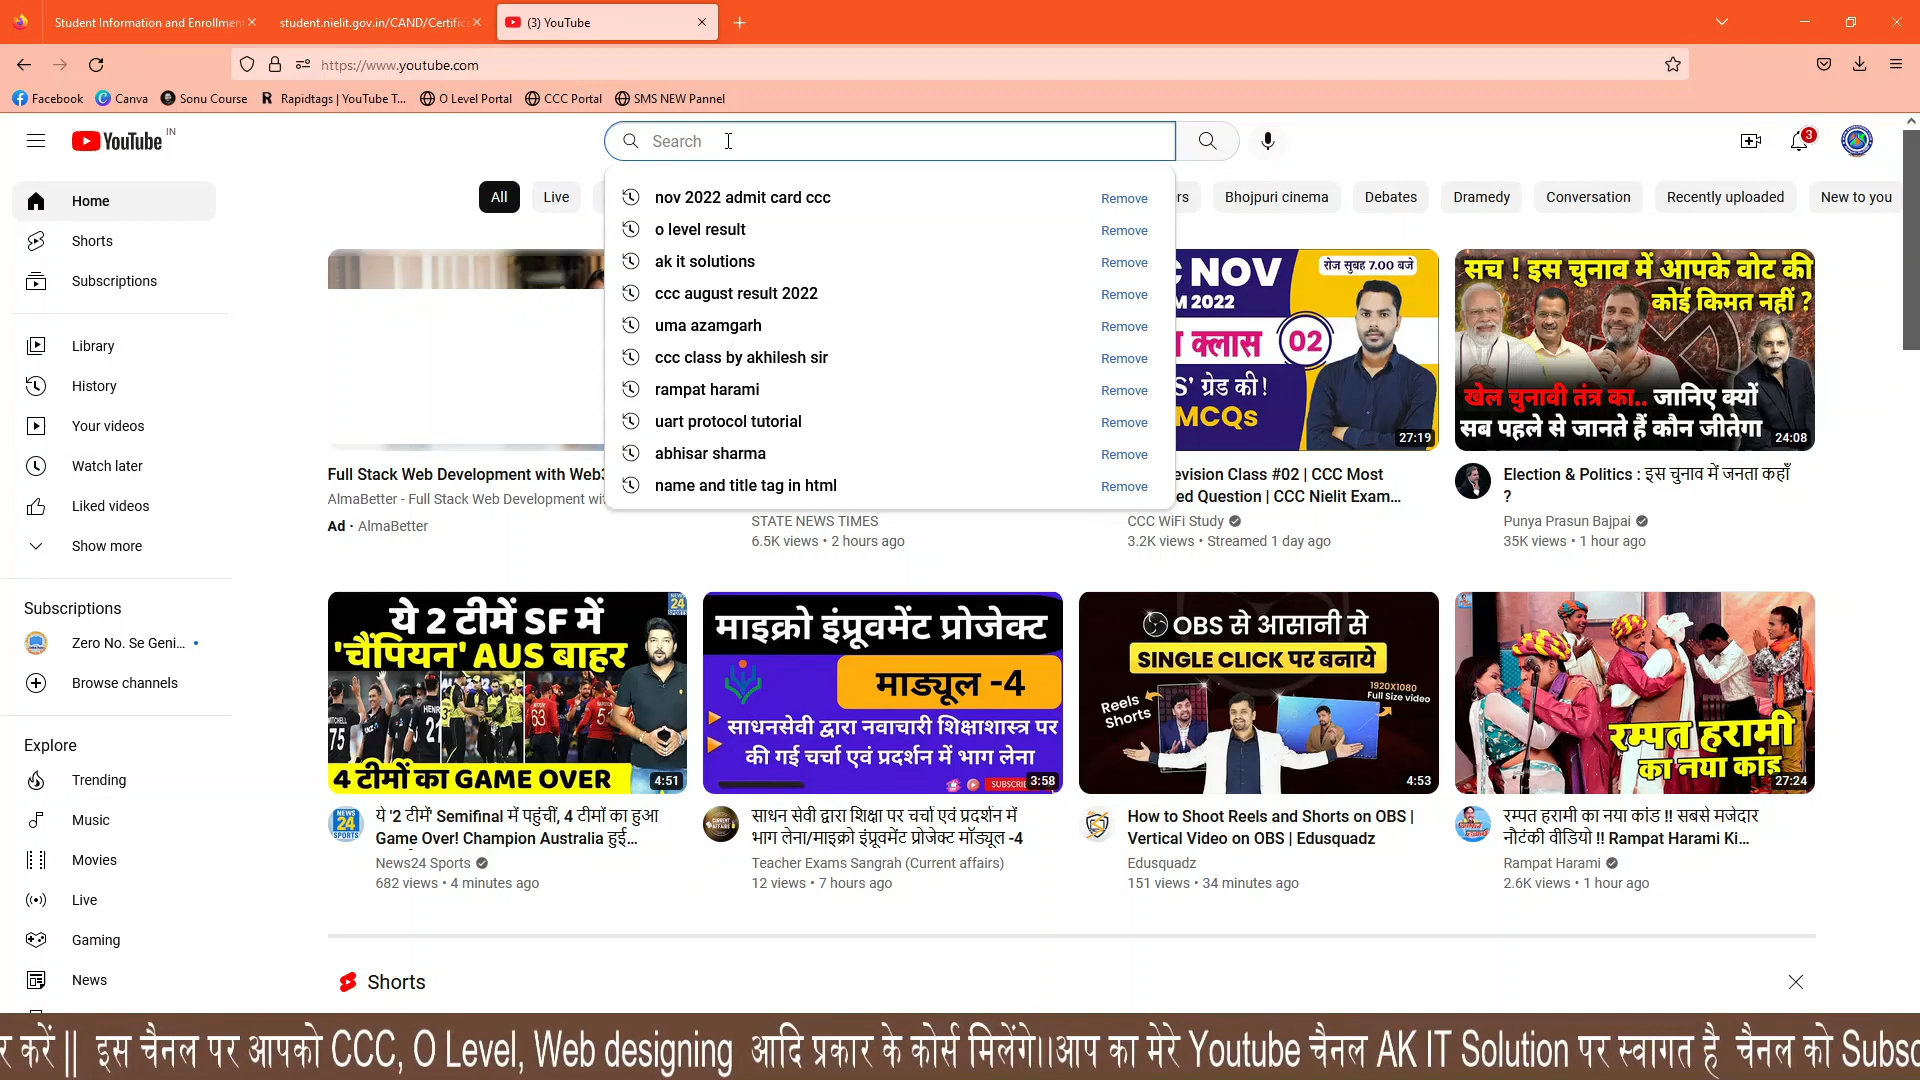 Student Information and Enrollment
student.nielit.gov.in/CAND/Certific
(3) YouTube
https://www.youtube.com
Facebook
Canva
Sonu Course
Rapidtags | YouTube T...
O Level Portal
CCC Portal
SMS NEW Pannel
YouTube IN
Search
3
Home
Shorts
Subscriptions
Library
History
Your videos
Watch later
Liked videos
Show more
Subscriptions
Zero No. Se Geni...
Browse channels
Explore
Trending
Music
Movies
Live
Gaming
News
All
Live
Bhojpuri cinema
Debates
Dramedy
Conversation
Recently uploaded
New to you
nov 2022 admit card ccc Remove
o level result Remove
ak it solutions Remove
ccc august result 2022 Remove
uma azamgarh Remove
ccc class by akhilesh sir Remove
rampat harami Remove
uart protocol tutorial Remove
abhisar sharma Remove
name and title tag in html Remove
Full Stack Web Development with Web3
AlmaBetter - Full Stack Web Development wit
Ad • AlmaBetter
STATE NEWS TIMES
6.5K views • 2 hours ago
NOV
रोज सुबह 7.00 बजे
M 2022
क्लास 02
S' ग्रेड की!
MCQs
27:19
evision Class #02 | CCC Most
ed Question | CCC Nielit Exam...
CCC WiFi Study
3.2K views • Streamed 1 day ago
सच ! इस चुनाव में आपके वोट की
कोई किमत नहीं ?
खेल चुनावी तंत्र का.. जानिए क्यों
सब पहले से जानते हैं कौन जीतेगा
24:08
Election & Politics : इस चुनाव में जनता कहाँ
?
Punya Prasun Bajpai
35K views • 1 hour ago
NEWS
24
SPORTS
ये 2 टीमें SF में
'चैंपियन' AUS बाहर
MITCHELL
75
HENR
21
63
53
4 टीमों का GAME OVER
4:51
NEWS
24
SPORTS
ये '2 टीमें' Semifinal में पहुंचीं, 4 टीमों का हुआ
Game Over! Champion Australia हुई...
News24 Sports
682 views • 4 minutes ago
माइक्रो इंप्रूवमेंट प्रोजेक्ट
माड्यूल -4
साधनसेवी द्वारा नवाचारी शिक्षाशास्त्र पर
की गई चर्चा एवं प्रदर्शन में भाग लेना
SUBSCRIBE
3:58
साधन सेवी द्वारा शिक्षा पर चर्चा एवं प्रदर्शन में
भाग लेना/माइक्रो इंप्रूवमेंट प्रोजेक्ट मॉड्यूल -4
Teacher Exams Sangrah (Current affairs)
12 views • 7 hours ago
OBS से आसानी से
SINGLE CLICK पर बनाये
Reels
Shorts
1920X1080
Full Size video
4:53
How to Shoot Reels and Shorts on OBS |
Vertical Video on OBS | Edusquadz
Edusquadz
151 views • 34 minutes ago
रम्पत हरामी
का नया कांड
27:24
रम्पत हरामी का नया कांड !! सबसे मजेदार
नौटंकी वीडियो !! Rampat Harami Ki...
Rampat Harami
2.6K views • 1 hour ago
Shorts
र करें || इस चैनल पर आपको CCC, O Level, Web designing आदि प्रकार के कोर्स मिलेंगे।।आप का मेरे Youtube चैनल AK IT Solution पर स्वागत है चैनल को Subsc